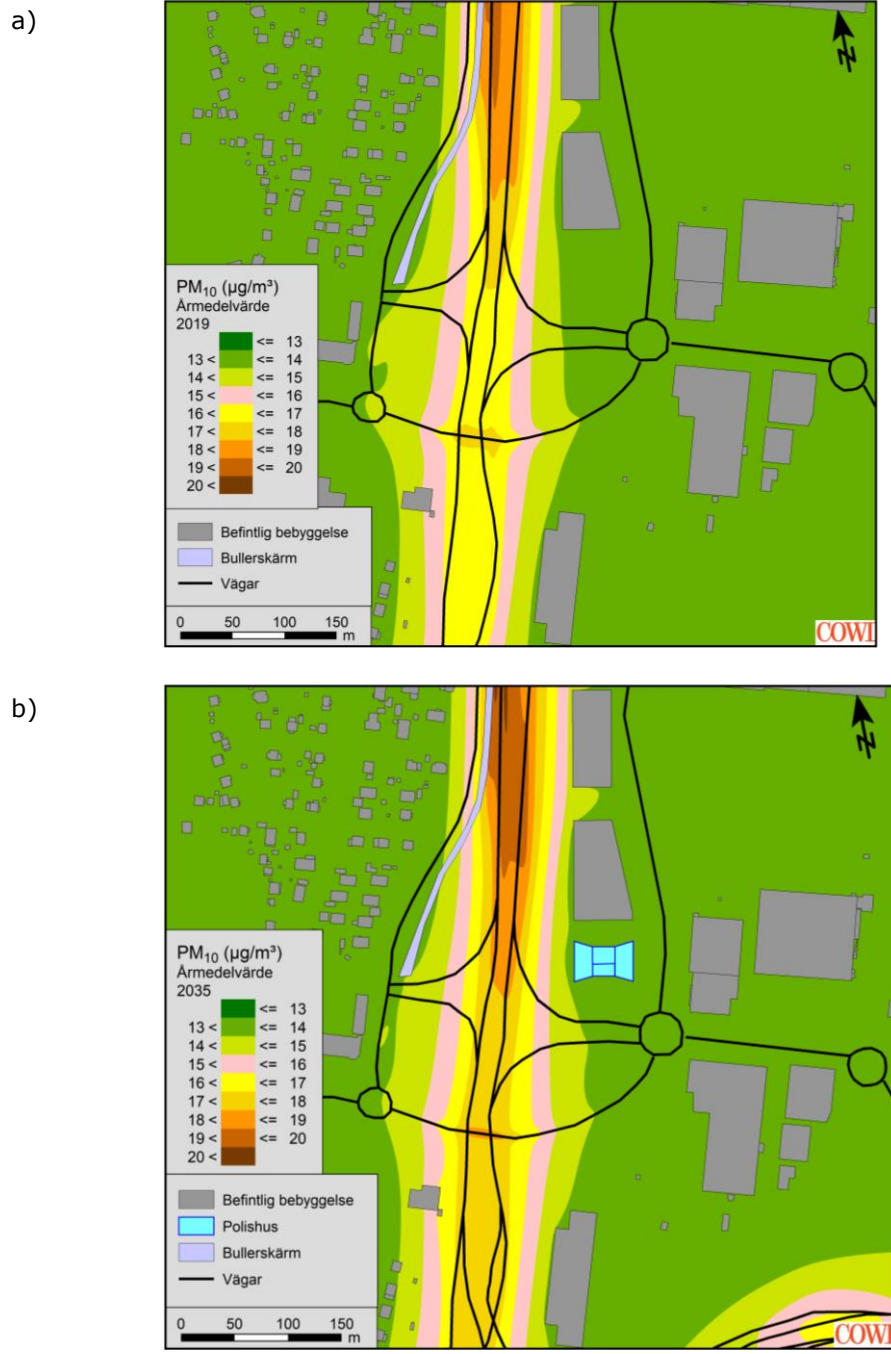 a)
N
PM₁₀ (µg/m³)
Årmedelvärde
2019
<= 13
13 < <= 14
14 < <= 15
15 < <= 16
16 < <= 17
17 < <= 18
18 < <= 19
19 < <= 20
20 <
Befintlig bebyggelse
Bullerskärm
Vägar
0 50 100 150
m
COWI
b)
N
PM₁₀ (µg/m³)
Årmedelvärde
2035
<= 13
13 < <= 14
14 < <= 15
15 < <= 16
16 < <= 17
17 < <= 18
18 < <= 19
19 < <= 20
20 <
Befintlig bebyggelse
Polishus
Bullerskärm
Vägar
0 50 100 150
m
COWI